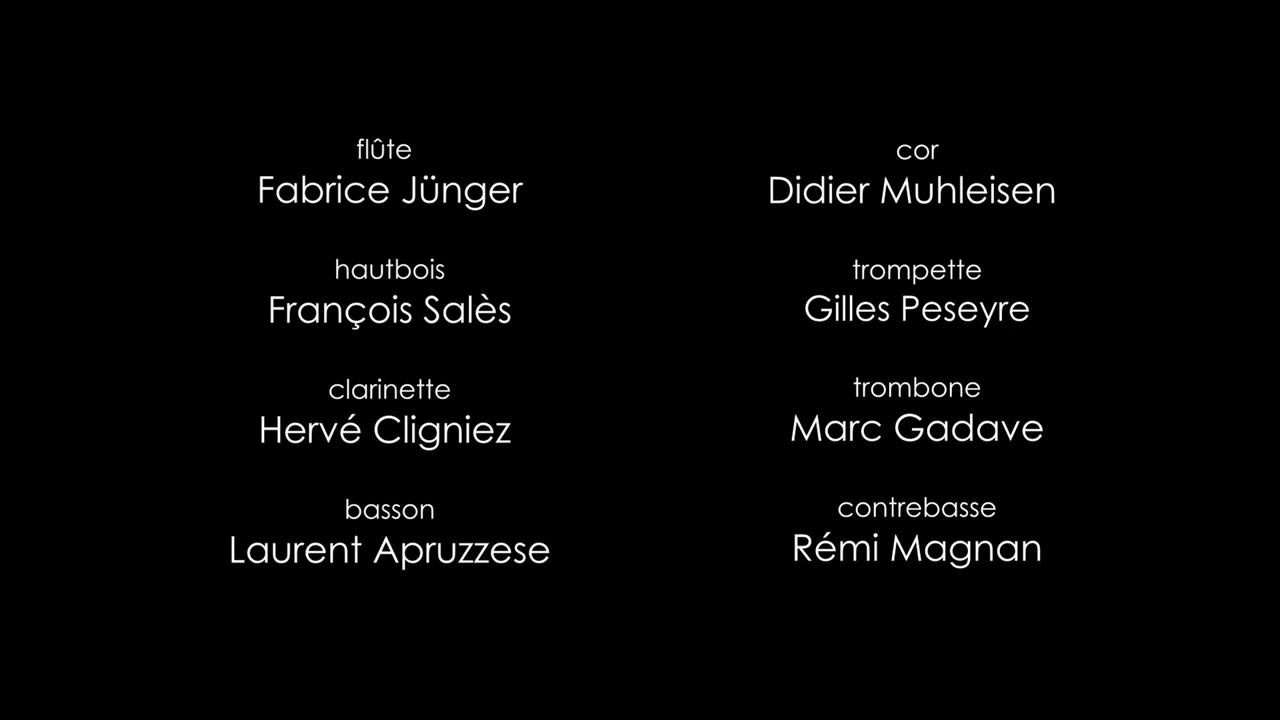 flûte
Fabrice Jünger
hautbois
François Salès
clarinette
Hervé Cligniez
basson
Laurent Apruzzese
cor
Didier Muhleisen
trompette
Gilles Peseyre
trombone
Marc Gadave
contrebasse
Rémi Magnan